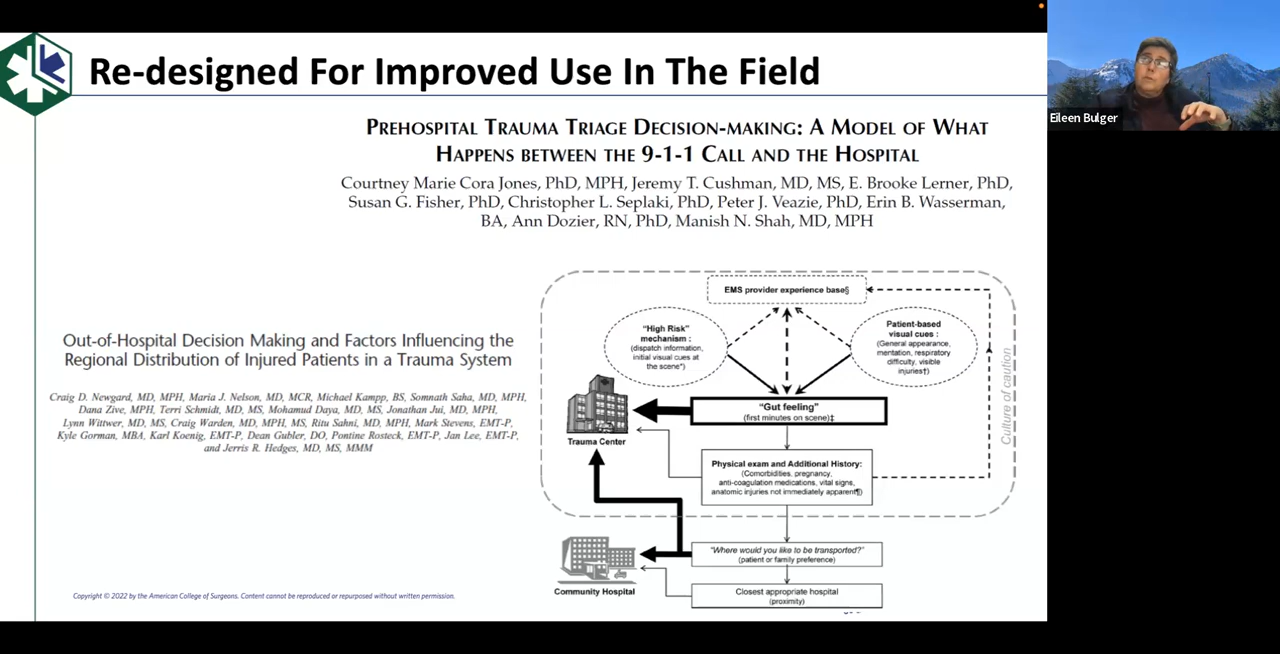 Re-designed For Improved Use In The Field
Eileen Bulger
PREHOSPITAL TRAUMA TRIAGE DECISION-MAKING: A MODEL OF WHAT
HAPPENS BETWEEN THE 9-1-1 CALL AND THE HOSPITAL
Courtney Marie Cora Jones, PhD, MPH, Jeremy T. Cushman, MD, MS, E. Brooke Lerner, PhD,
Susan G. Fisher, PhD, Christopher L. Seplaki, PhD, Peter J. Veazie, PhD, Erin B. Wasserman,
BA, Ann Dozier, RN, PhD, Manish N. Shah, MD, MPH
Out-of-Hospital Decision Making and Factors Influencing the
Regional Distribution of Injured Patients in a Trauma System
Craig D. Newgard, MD, MPH, Maria J. Nelson, MD, MCR, Michael Kampp, BS, Somnath Saha, MD, MPH,
Dana Zive, MPH, Terri Schmidt, MD, MS, Mohamud Daya, MD, MS, Jonathan Jui, MD, MPH,
Lynn Wittwer, MD, MS, Craig Warden, MD, MPH, MS, Ritu Sahni, MD, MPH, Mark Stevens, EMT-P,
Kyle Gorman, MBA, Karl Koenig, EMT-P, Dean Gubler, DO, Pontine Rosteck, EMT-P, Jan Lee, EMT-P,
and Jerris R. Hedges, MD, MS, MMM
EMS provider experience base§
"High Risk"
mechanism :
(dispatch information,
initial visual cues at
the scene*)
Patient-based
visual cues :
(General appearance,
mentation, respiratory
difficulty, visible
injuries†)
"Gut feeling"
(first minutes on scene)‡
Trauma Center
Physical exam and Additional History:
(Comorbidities, pregnancy,
anti-coagulation medications, vital signs,
anatomic injuries not immediately apparent¶)
Culture of caution
"Where would you like to be transported?"
(patient or family preference)
Community Hospital
Closest appropriate hospital
(proximity)
Copyright © 2022 by the American College of Surgeons. Content cannot be reproduced or repurposed without written permission.